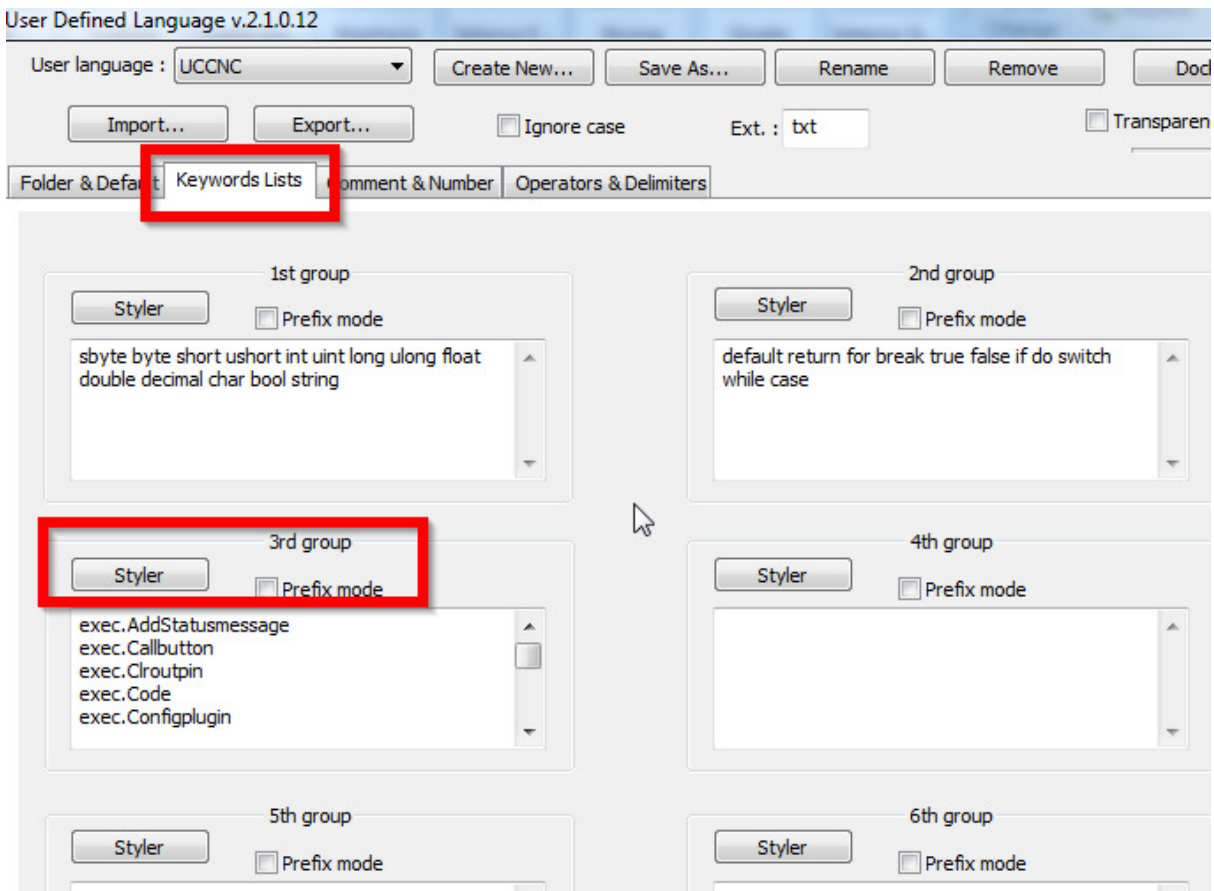 User Defined Language v.2.1.0.12
User language : UCCNC Create New... Save As... Rename Remove
Import... Export... Ignore case Ext. : txt
Keywords Lists & Number Operators & Delimiters
1st group
Styler Prefix mode
sbyte byte short ushort int uint long ulong float
double decimal char bool string
2nd group
Styler Prefix mode
default return for break true false if do switch
while case
3rd group
Styler Prefix mode
exec.AddStatusmessage
exec.Callbutton
exec.Clroutpin
exec.Code
exec.Configplugin
4th group
Styler Prefix mode
5th group
Styler Prefix mode
6th group
Styler Prefix mode